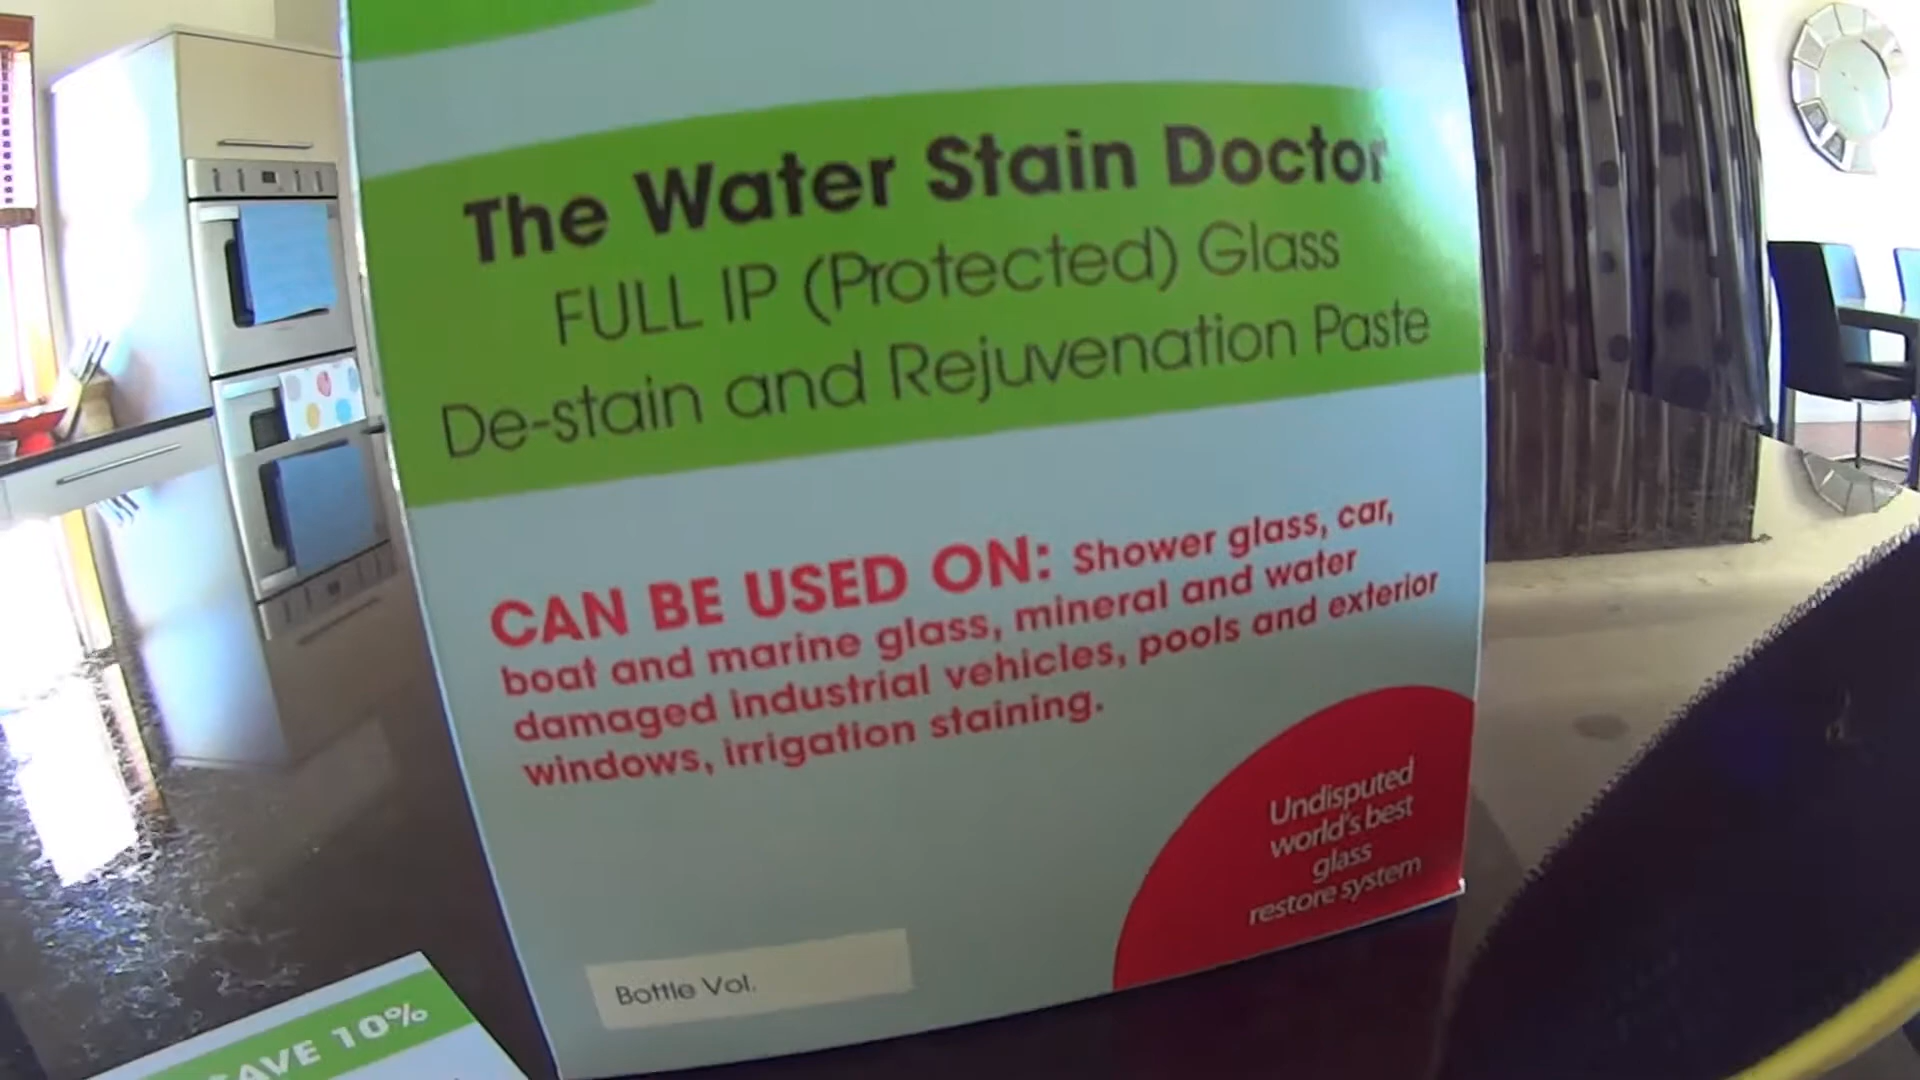 The Water Stain Doctor
FULL IP (Protected) Glass
De-stain and Rejuvenation Paste
CAN BE USED ON: Shower glass, car,
boat and marine glass, mineral and water
damaged industrial vehicles, pools and exterior
windows, irrigation staining.
Undisputed
world's best
glass
restore system
Bottle Vol.
AVE 10%